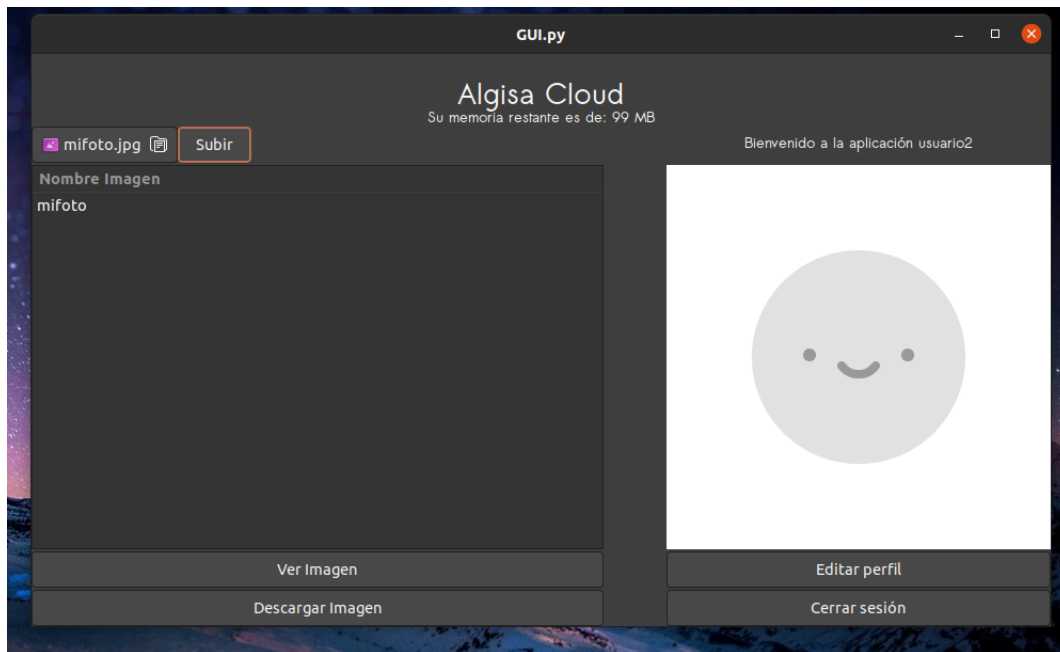 GUI.py
Algisa Cloud
Su memoria restante es de: 99 MB
mifoto.jpg Subir
Bienvenido a la aplicación usuario2
Nombre Imagen
mifoto
Ver Imagen
Editar perfil
Descargar Imagen
Cerrar sesión